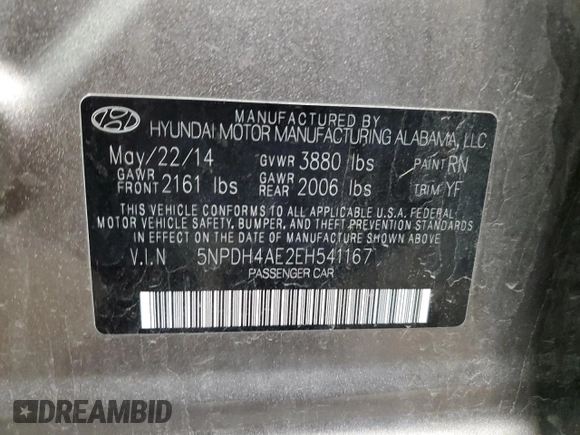 MANUFACTURED BY
HYUNDAI MOTOR MANUFACTURING ALABAMA, LLC
May/22/14 GVWR 3880 lbs PAINT RN
GAWR FRONT 2161 lbs GAWR REAR 2006 lbs TRIM YF
THIS VEHICLE CONFORMS TO ALL APPLICABLE U.S.A. FEDERAL
MOTOR VEHICLE SAFETY, BUMPER, AND THEFT PREVENTION STANDARDS
IN EFFECT ON THE DATE OF MANUFACTURE SHOWN ABOVE.
V.I.N 5NPDH4AE2EH541167
PASSENGER CAR
DREAMBID